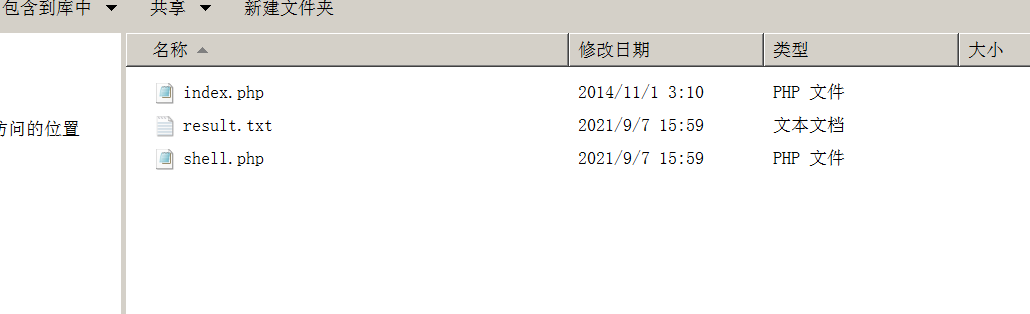 包含到库中 共享 新建文件夹
名称 修改日期 类型 大小
index.php 2014/11/1 3:10 PHP 文件
访问的位置 result.txt 2021/9/7 15:59 文本文档
shell.php 2021/9/7 15:59 PHP 文件